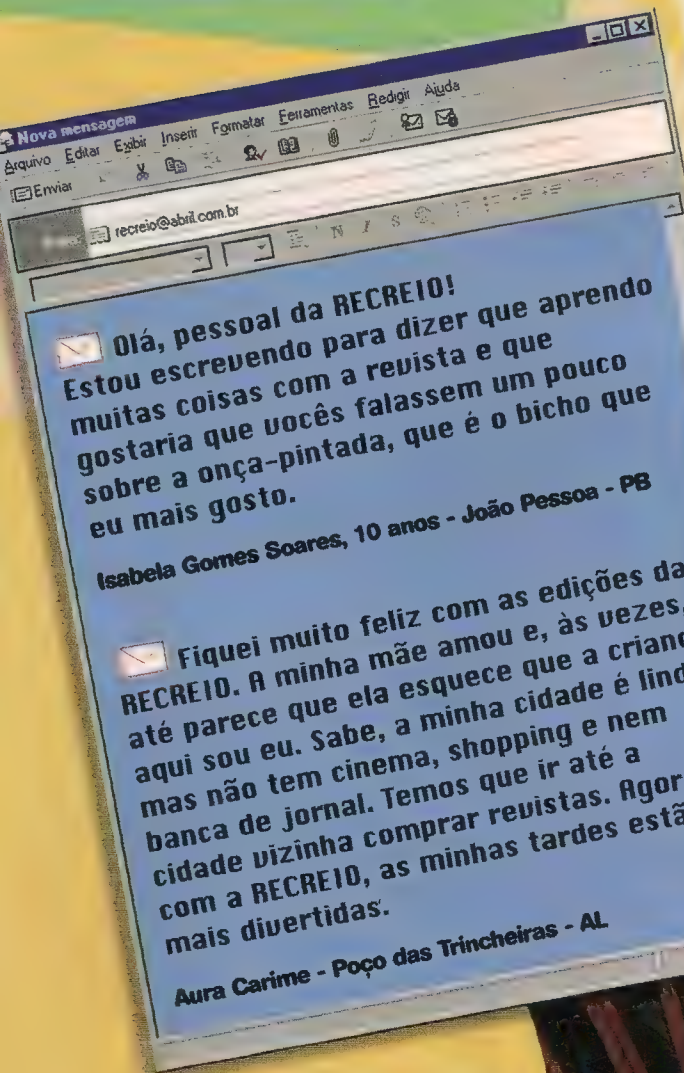 Nova mensagem
Arquivo Editar Exibir Inserir Formatar Ferramentas Redigir Ajuda
Enviar
recreio@abril.com.br
N I S
Olá, pessoal da RECREIO!
Estou escrevendo para dizer que aprendo
muitas coisas com a revista e que
gostaria que vocês falassem um pouco
sobre a onça-pintada, que é o bicho que
eu mais gosto.
Isabela Gomes Soares, 10 anos - João Pessoa - PB
Fiquei muito feliz com as edições da
RECREIO. A minha mãe amou e, às vezes,
até parece que ela esquece que a crianç
aqui sou eu. Sabe, a minha cidade é lind
mas não tem cinema, shopping e nem
banca de jornal. Temos que ir até a
cidade vizinha comprar revistas. Agor
com a RECREIO, as minhas tardes estã
mais divertidas.
Aura Carime - Poço das Trincheiras - AL